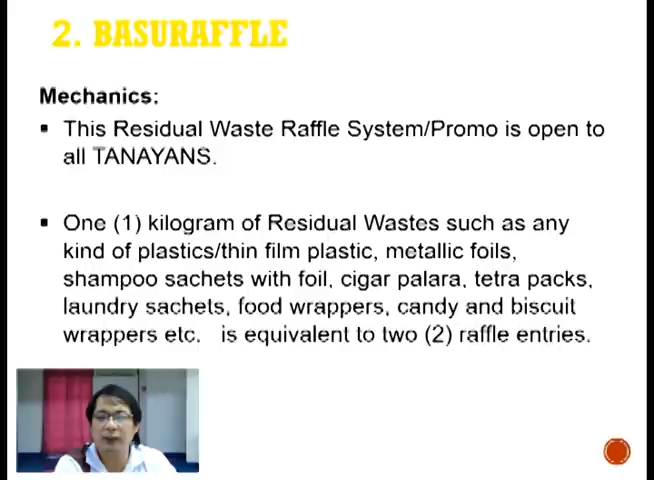 2. BASURAFFLE
Mechanics:
▪ This Residual Waste Raffle System/Promo is open to
all TANAYANS.
▪ One (1) kilogram of Residual Wastes such as any
kind of plastics/thin film plastic, metallic foils,
shampoo sachets with foil, cigar palara, tetra packs,
laundry sachets, food wrappers, candy and biscuit
wrappers etc.   is equivalent to two (2) raffle entries.